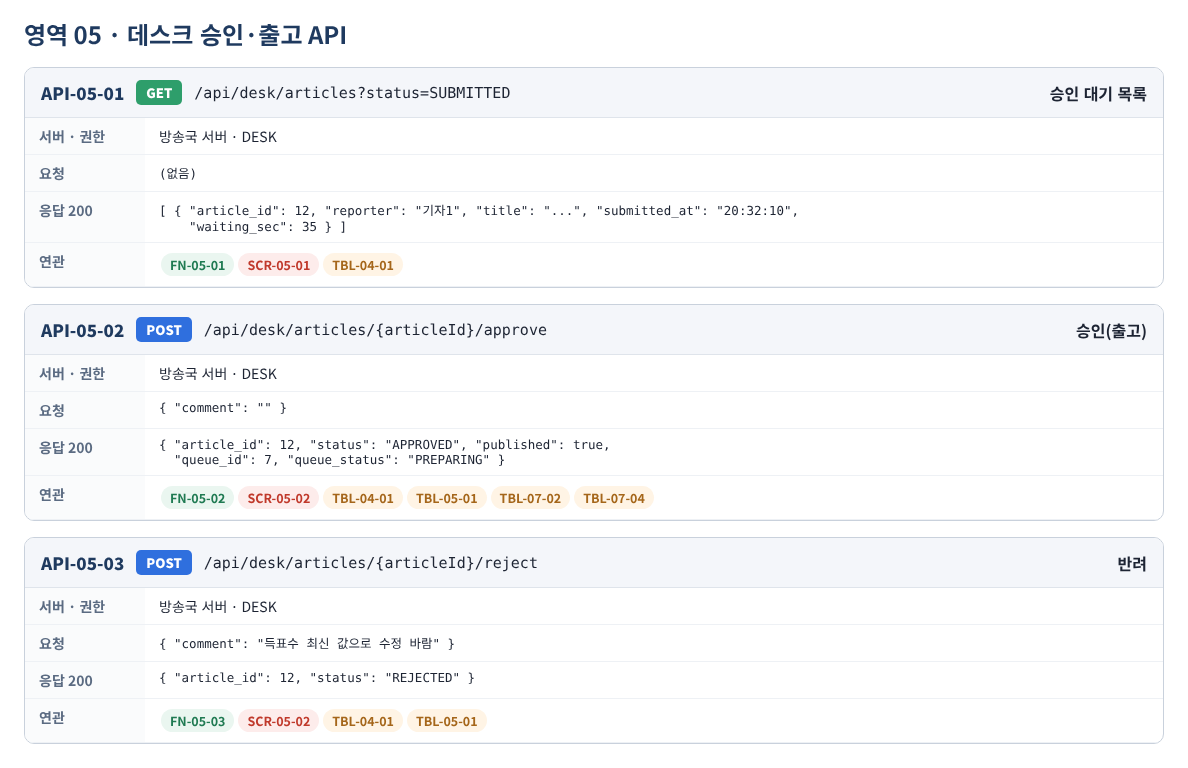 영역 05 · 데스크 승인·출고 API
API-05-01 GET /api/desk/articles?status=SUBMITTED 승인 대기 목록
서버 · 권한 방송국 서버 · DESK
요청 (없음)
응답 200 [ { "article_id": 12, "reporter": "기자1", "title": "...", "submitted_at": "20:32:10",
"waiting_sec": 35 } ]
연관 FN-05-01 SCR-05-01 TBL-04-01
API-05-02 POST /api/desk/articles/{articleId}/approve 승인(출고)
서버 · 권한 방송국 서버 · DESK
요청 { "comment": "" }
응답 200 { "article_id": 12, "status": "APPROVED", "published": true,
"queue_id": 7, "queue_status": "PREPARING" }
연관 FN-05-02 SCR-05-02 TBL-04-01 TBL-05-01 TBL-07-02 TBL-07-04
API-05-03 POST /api/desk/articles/{articleId}/reject 반려
서버 · 권한 방송국 서버 · DESK
요청 { "comment": "득표수 최신 값으로 수정 바람" }
응답 200 { "article_id": 12, "status": "REJECTED" }
연관 FN-05-03 SCR-05-02 TBL-04-01 TBL-05-01